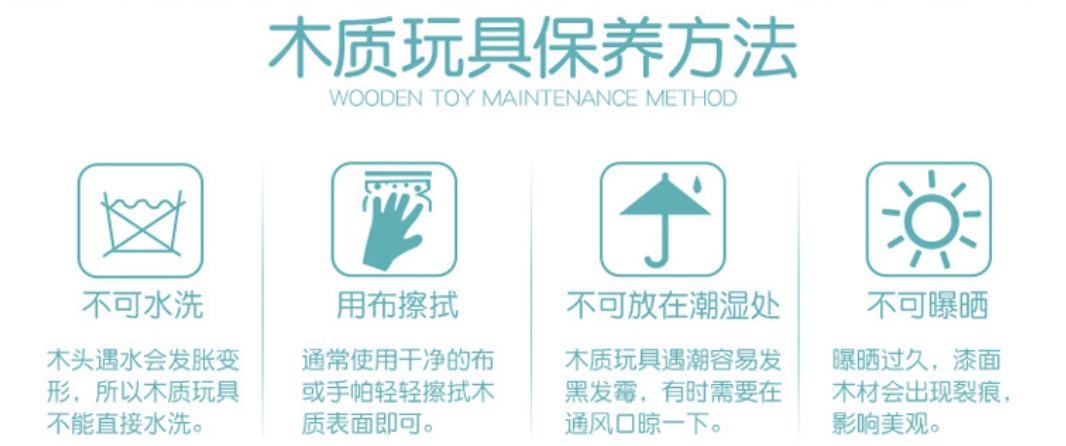 木质玩具保养方法
WOODEN TOY MAINTENANCE METHOD
不可水洗
木头遇水会发胀变
形，所以木质玩具
不能直接水洗。
用布擦拭
通常使用干净的布
或手帕轻轻擦拭木
质表面即可。
不可放在潮湿处
木质玩具遇潮容易发
黑发霉，有时需要在
通风口晾一下。
不可曝晒
曝晒过久，漆面
木材会出现裂痕，
影响美观。